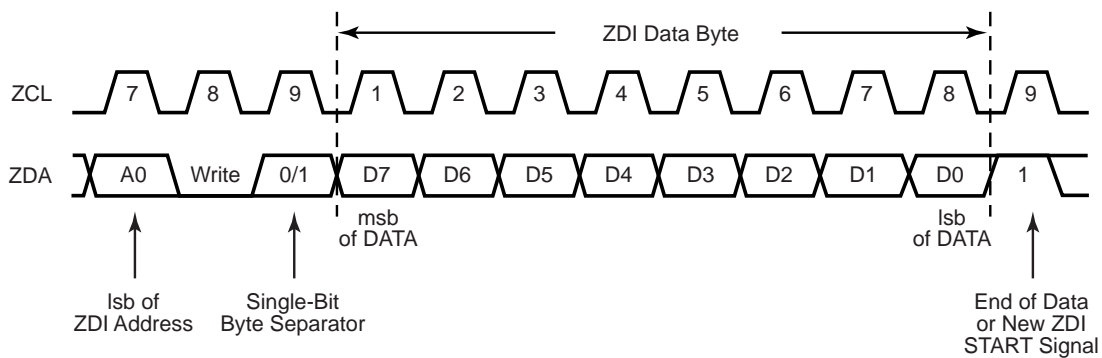 ZDI Data Byte
ZCL 7 8 9 1 2 3 4 5 6 7 8 9
ZDA A0 Write 0/1 D7 D6 D5 D4 D3 D2 D1 D0 1
msb
of DATA
lsb
of DATA
lsb of
ZDI Address
Single-Bit
Byte Separator
End of Data
or New ZDI
START Signal